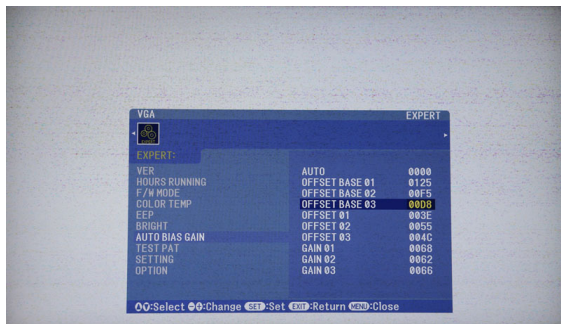 VGA EXPERT
EXPERT:
VER
HOURS RUNNING
F/W MODE
COLOR TEMP
EEP
BRIGHT
AUTO BIAS GAIN
TEST PAT
SETTING
OPTION
AUTO 0000
OFFSET BASE 01 0125
OFFSET BASE 02 00F5
OFFSET BASE 03 00D8
OFFSET 01 003E
OFFSET 02 0055
OFFSET 03 004C
GAIN 01 0068
GAIN 02 0062
GAIN 03 0066
:Select :Change SET:Set EXIT:Return MENU:Close